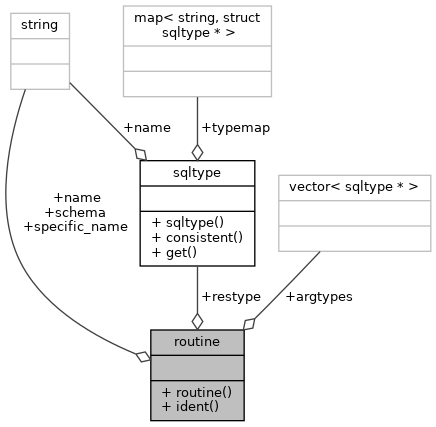 string
map< string, struct
sqltype * >
+name
+typemap
sqltype
+ sqltype()
+ consistent()
+ get()
vector< sqltype * >
+name
+schema
+specific_name
+restype
+argtypes
routine
+ routine()
+ ident()